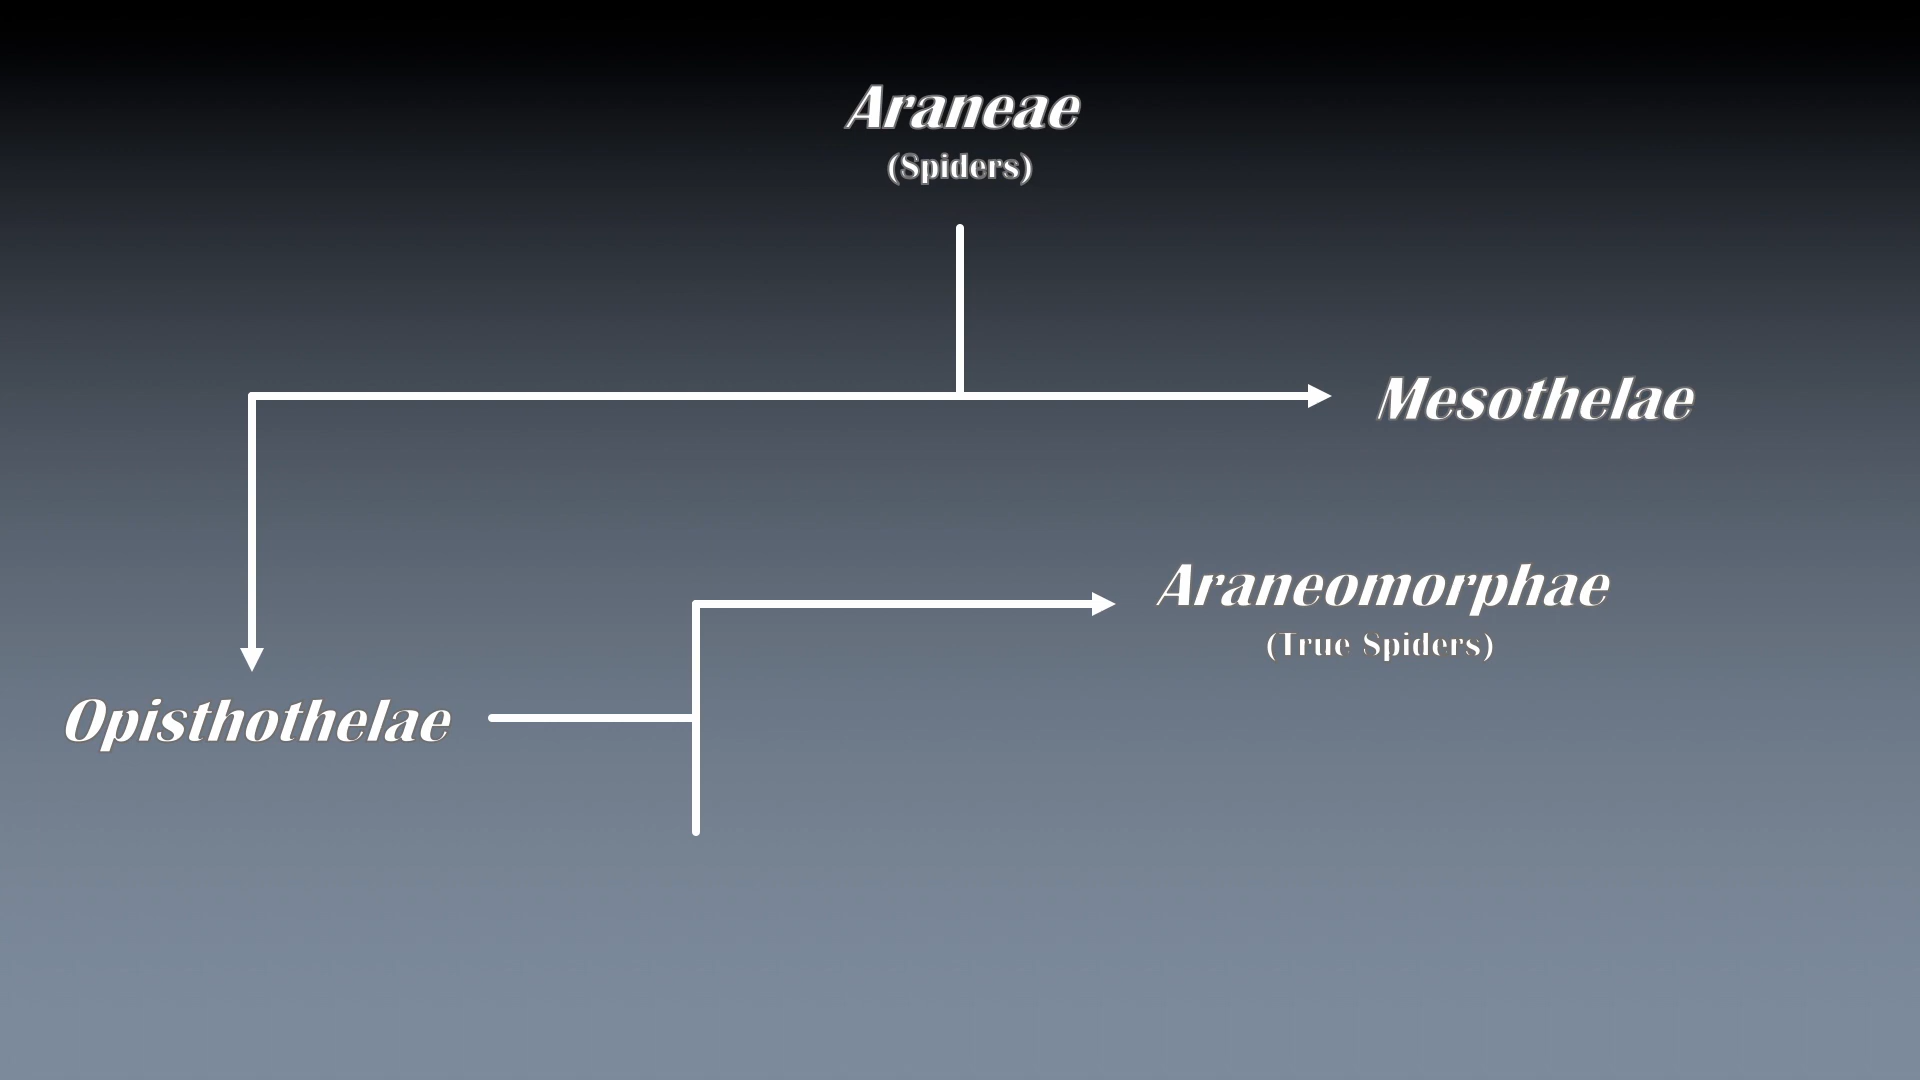 Araneae
(Spiders)
Mesothelae
Araneomorphae
(True Spiders)
Opisthothelae